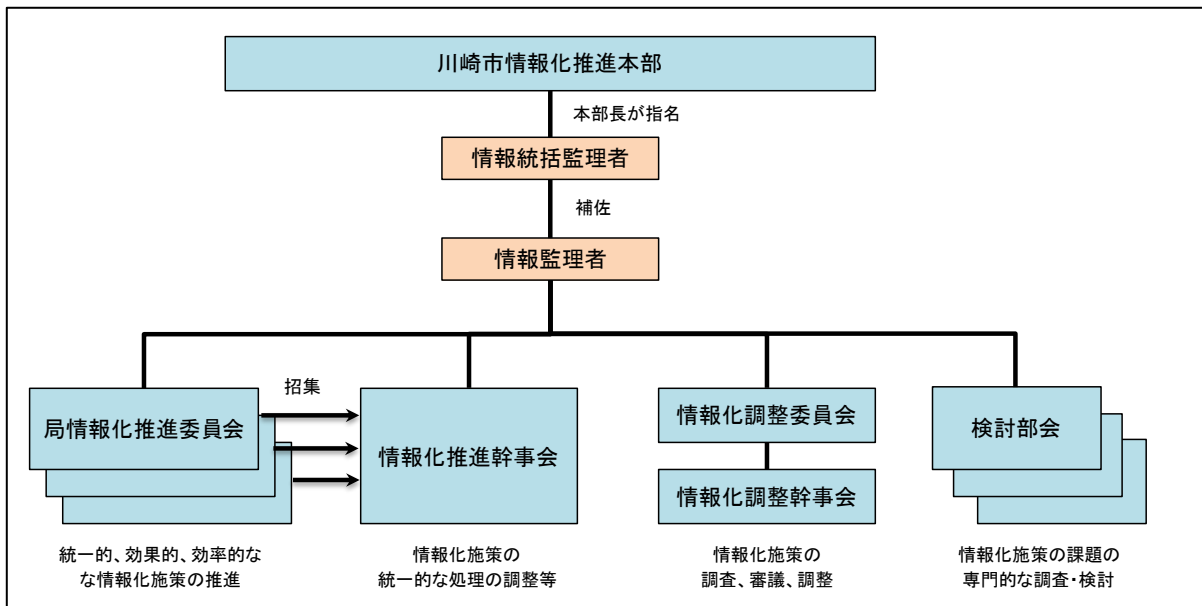 川崎市情報化推進本部
本部長が指名
情報統括監理者
補佐
情報監理者
招集
局情報化推進委員会
情報化推進幹事会
情報化調整委員会
情報化調整幹事会
検討部会
統一的、効果的、効率的な
な情報化施策の推進
情報化施策の
統一的な処理の調整等
情報化施策の
調査、審議、調整
情報化施策の課題の
専門的な調査・検討